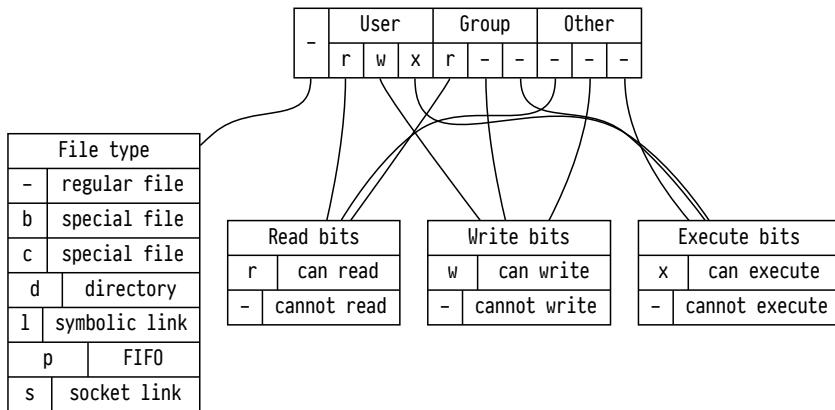 - User Group Other
r w x r - - - - -
File type
- regular file
b special file
c special file
d directory
l symbolic link
p FIFO
s socket link
Read bits
r can read
- cannot read
Write bits
w can write
- cannot write
Execute bits
x can execute
- cannot execute